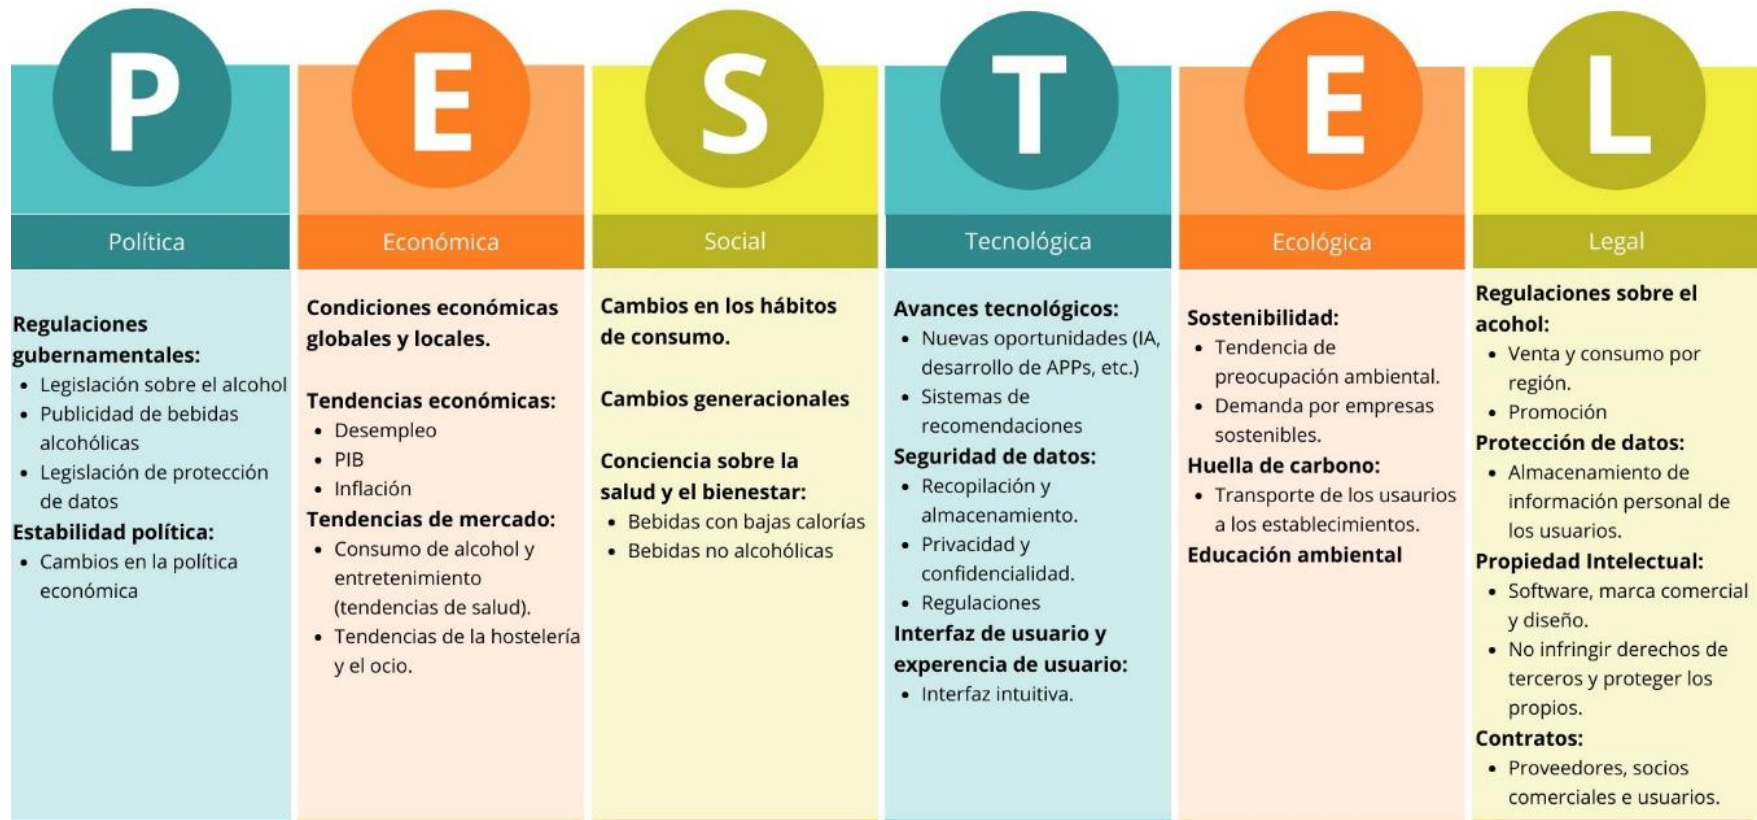 P
Política
Regulaciones
gubernamentales:
• Legislación sobre el alcohol
• Publicidad de bebidas
alcohólicas
• Legislación de protección
de datos
Estabilidad política:
• Cambios en la política
económica
E
Económica
Condiciones económicas
globales y locales.
Tendencias económicas:
• Desempleo
• PIB
• Inflación
Tendencias de mercado:
• Consumo de alcohol y
entretenimiento
(tendencias de salud).
• Tendencias de la hostelería
y el ocio.
S
Social
Cambios en los hábitos
de consumo.
Cambios generacionales
Conciencia sobre la
salud y el bienestar:
• Bebidas con bajas calorías
• Bebidas no alcohólicas
T
Tecnológica
Avances tecnológicos:
• Nuevas oportunidades (IA,
desarrollo de APPs, etc.)
• Sistemas de
recomendaciones
Seguridad de datos:
• Recopilación y
almacenamiento.
• Privacidad y
confidencialidad.
• Regulaciones
Interfaz de usuario y
experencia de usuario:
• Interfaz intuitiva.
E
Ecológica
Sostenibilidad:
• Tendencia de
preocupación ambiental.
• Demanda por empresas
sostenibles.
Huella de carbono:
• Transporte de los usaurios
a los establecimientos.
Educación ambiental
L
Legal
Regulaciones sobre el
acohol:
• Venta y consumo por
región.
• Promoción
Protección de datos:
• Almacenamiento de
información personal de
los usuarios.
Propiedad Intelectual:
• Software, marca comercial
y diseño.
• No infringir derechos de
terceros y proteger los
propios.
Contratos:
• Proveedores, socios
comerciales e usuarios.